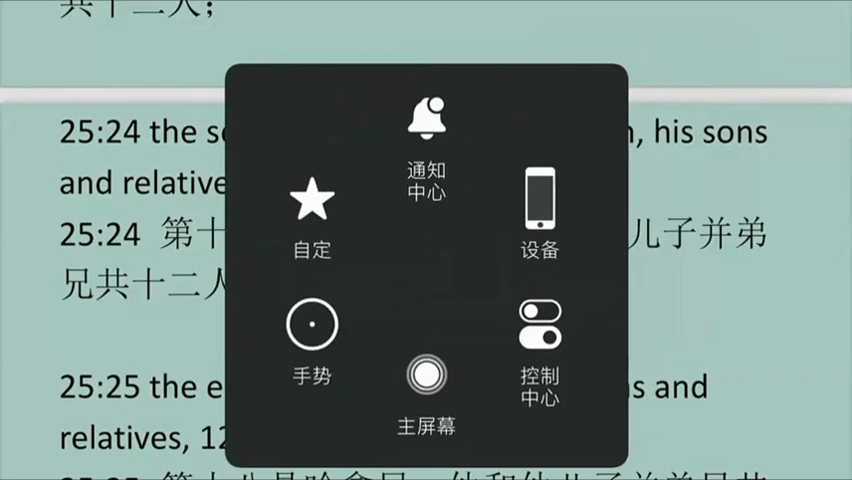 共十二人；
25:24 the s
, his sons
and relative
25:24 第十
儿子并弟
兄共十二人
25:25 the e
s and
relatives, 12
通知
中心
自定
设备
手势
控制
中心
主屏幕